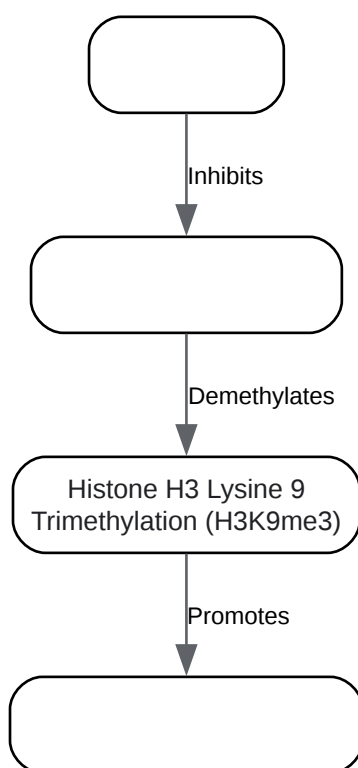 Inhibits
Demethylates
Histone H3 Lysine 9
Trimethylation (H3K9me3)
Promotes